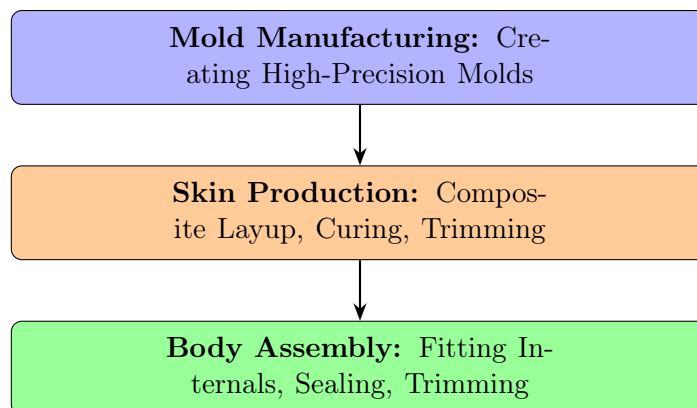 Mold Manufacturing: Cre-
ating High-Precision Molds
Skin Production: Compos-
ite Layup, Curing, Trimming
Body Assembly: Fitting In-
ternals, Sealing, Trimming